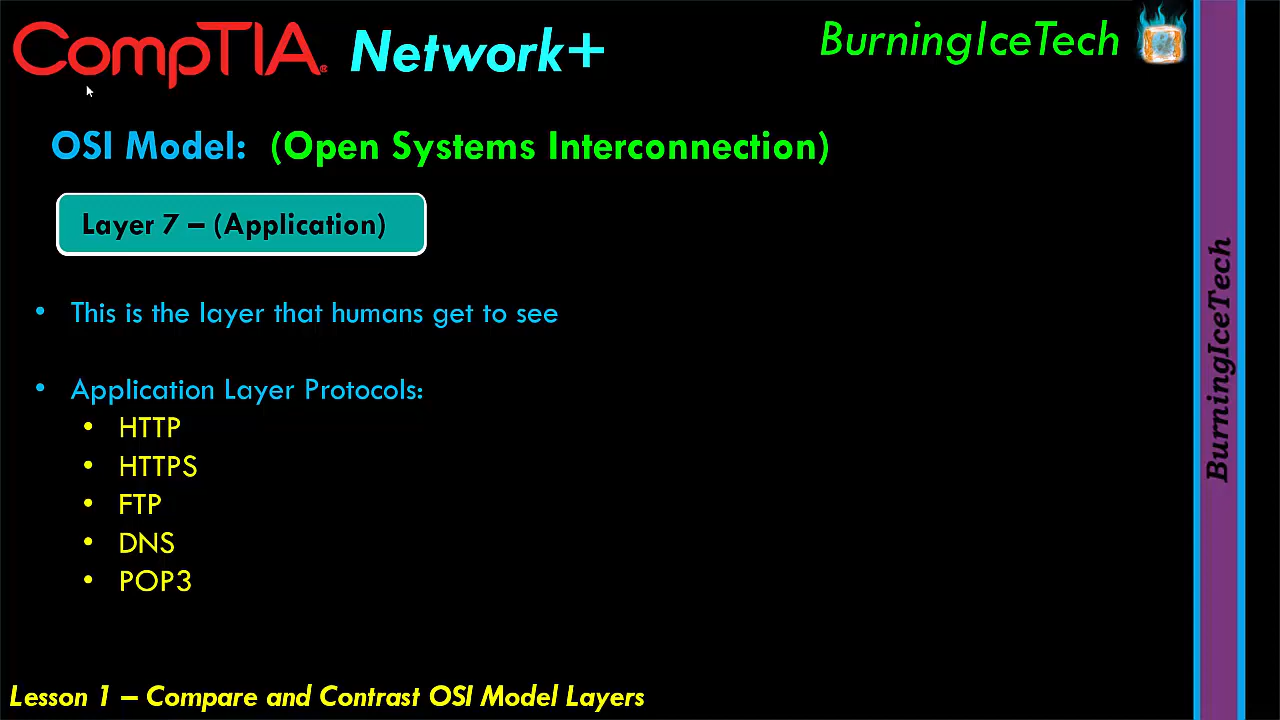 CompTIA® Network+
BurningIceTech
OSI Model: (Open Systems Interconnection)
Layer 7 – (Application)
• This is the layer that humans get to see
• Application Layer Protocols:
• HTTP
• HTTPS
• FTP
• DNS
• POP3
Lesson 1 – Compare and Contrast OSI Model Layers
BurningIceTech